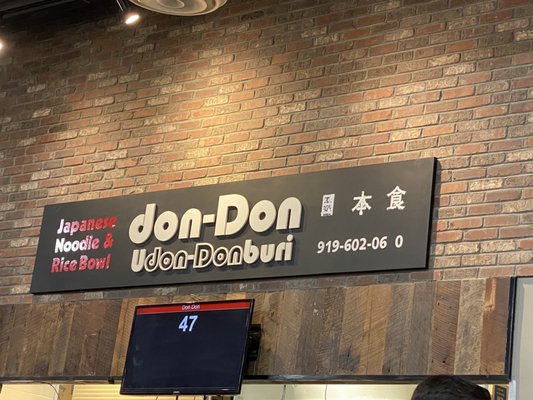 Japanese
Noodle &
Rice Bowl
don-Don
Udon-Donburi
本食
919-602-06 0
Don Don
47